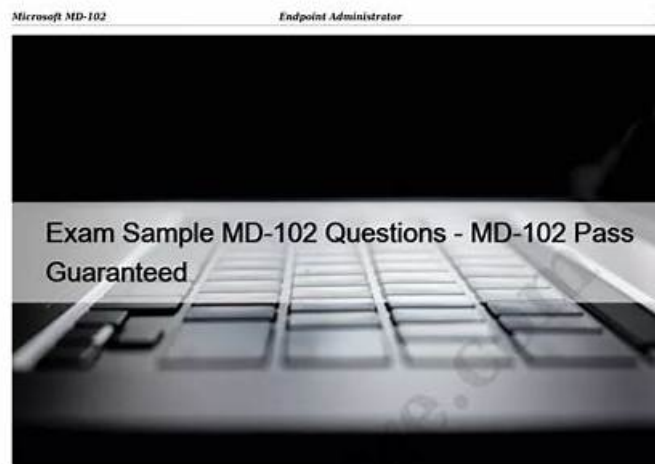 Microsoft MD-102
Endpoint Administrator
Exam Sample MD-102 Questions - MD-102 Pass
Guaranteed